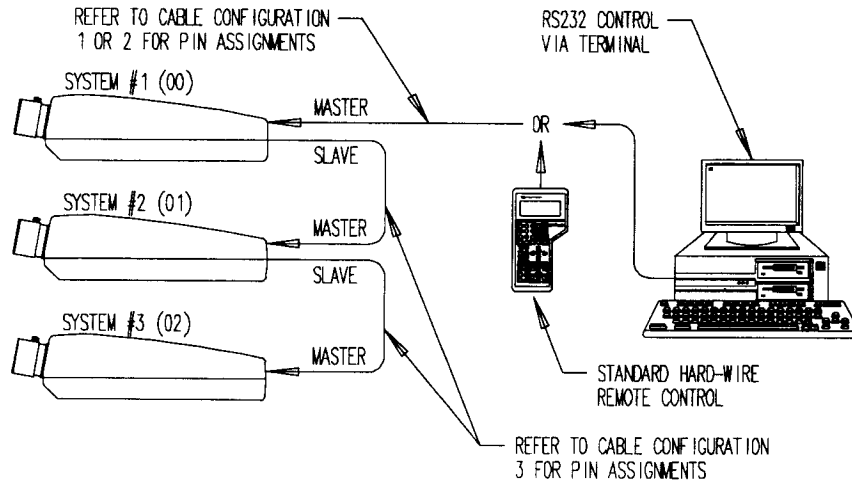 REFER TO CABLE CONFIGURATION
1 OR 2 FOR PIN ASSIGNMENTS
RS232 CONTROL
VIA TERMINAL
SYSTEM #1 (00)
MASTER
OR
SLAVE
SYSTEM #2 (01)
MASTER
SLAVE
SYSTEM #3 (02)
MASTER
STANDARD HARD-WIRE
REMOTE CONTROL
REFER TO CABLE CONFIGURATION
3 FOR PIN ASSIGNMENTS